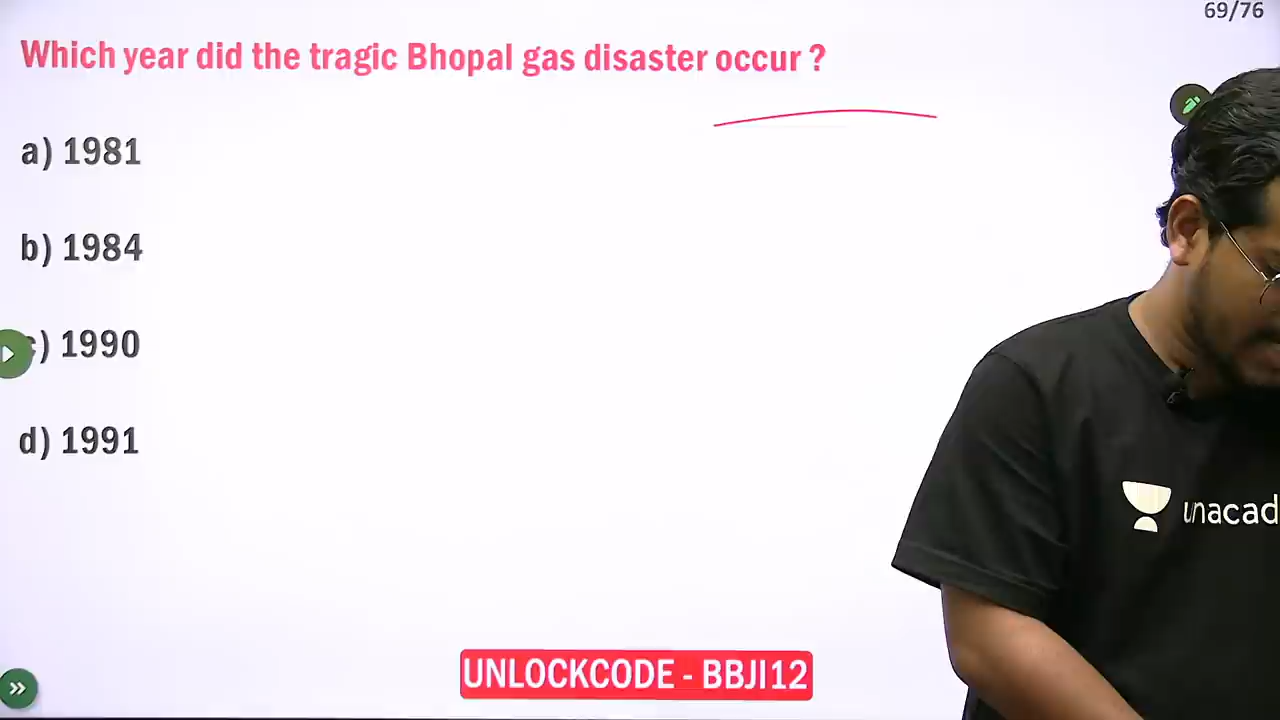 69/76
Which year did the tragic Bhopal gas disaster occur ?
a) 1981
b) 1984
) 1990
d) 1991
unacad
UNLOCKCODE - BBJI12